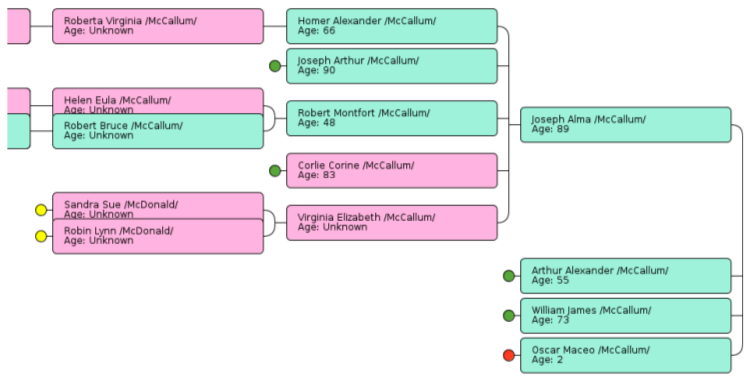 Roberta Virginia /McCallum/
Age: Unknown
Homer Alexander /McCallum/
Age: 66
Joseph Arthur /McCallum/
Age: 90
Helen Eula /McCallum/
Age: Unknown
Robert Bruce /McCallum/
Age: Unknown
Robert Montfort /McCallum/
Age: 48
Joseph Alma /McCallum/
Age: 89
Corlie Corine /McCallum/
Age: 83
Sandra Sue /McDonald/
Age: Unknown
Robin Lynn /McDonald/
Age: Unknown
Virginia Elizabeth /McCallum/
Age: Unknown
Arthur Alexander /McCallum/
Age: 55
William James /McCallum/
Age: 73
Oscar Maceo /McCallum/
Age: 2